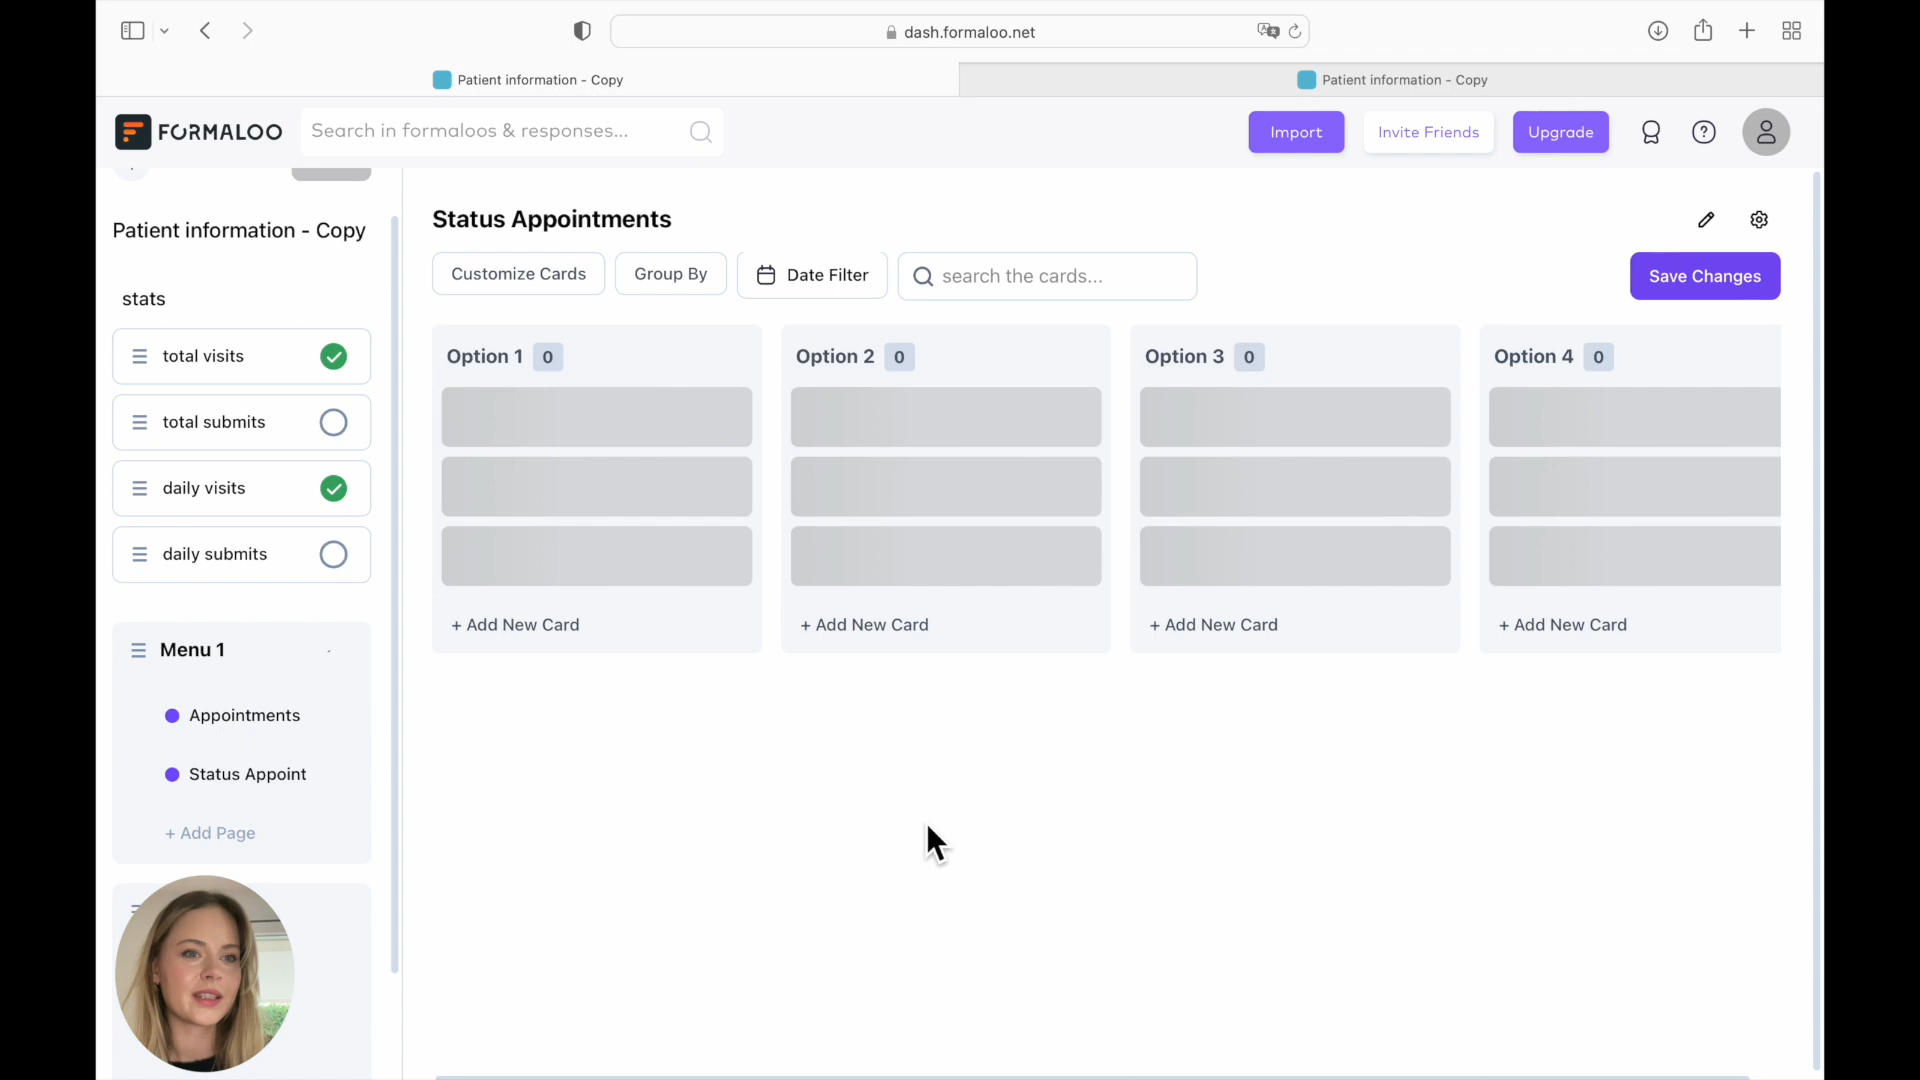 dash.formaloo.net
Patient information - Copy
Patient information - Copy
FORMALOO
Search in formaloos & responses...
Import
Invite Friends
Upgrade
Patient information - Copy
stats
total visits
total submits
daily visits
daily submits
Menu 1
Appointments
Status Appoint
+ Add Page
Status Appointments
Customize Cards
Group By
Date Filter
search the cards...
Save Changes
Option 1 0
Option 2 0
Option 3 0
Option 4 0
+ Add New Card
+ Add New Card
+ Add New Card
+ Add New Card